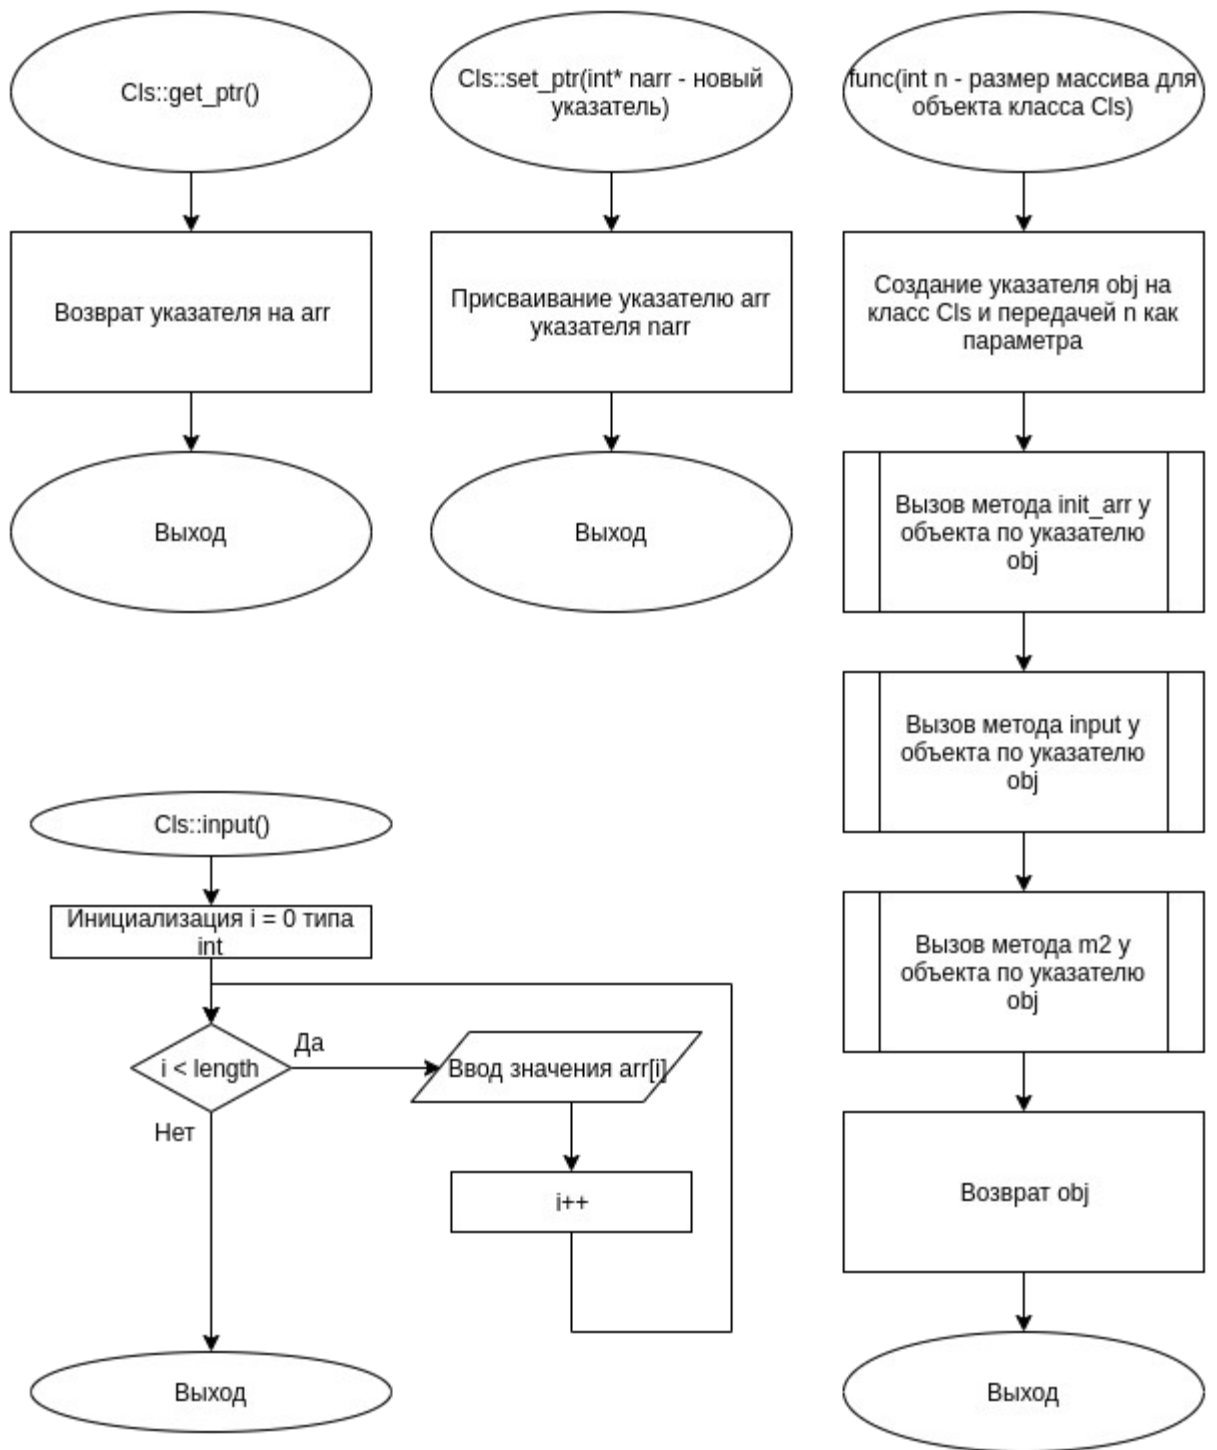 Cls::get_ptr()
Возврат указателя на arr
Выход
Cls::set_ptr(int* narr - новый
указатель)
Присваивание указателю arr
указателя narr
Выход
func(int n - размер массива для
объекта класса Cls)
Создание указателя obj на
класс Cls и передачей n как
параметра
Вызов метода init_arr у
объекта по указателю
obj
Вызов метода input у
объекта по указателю
obj
Вызов метода m2 у
объекта по указателю
obj
Возврат obj
Выход
Cls::input()
Инициализация i = 0 типа
int
i < length
Да
Ввод значения arr[i]
i++
Нет
Выход